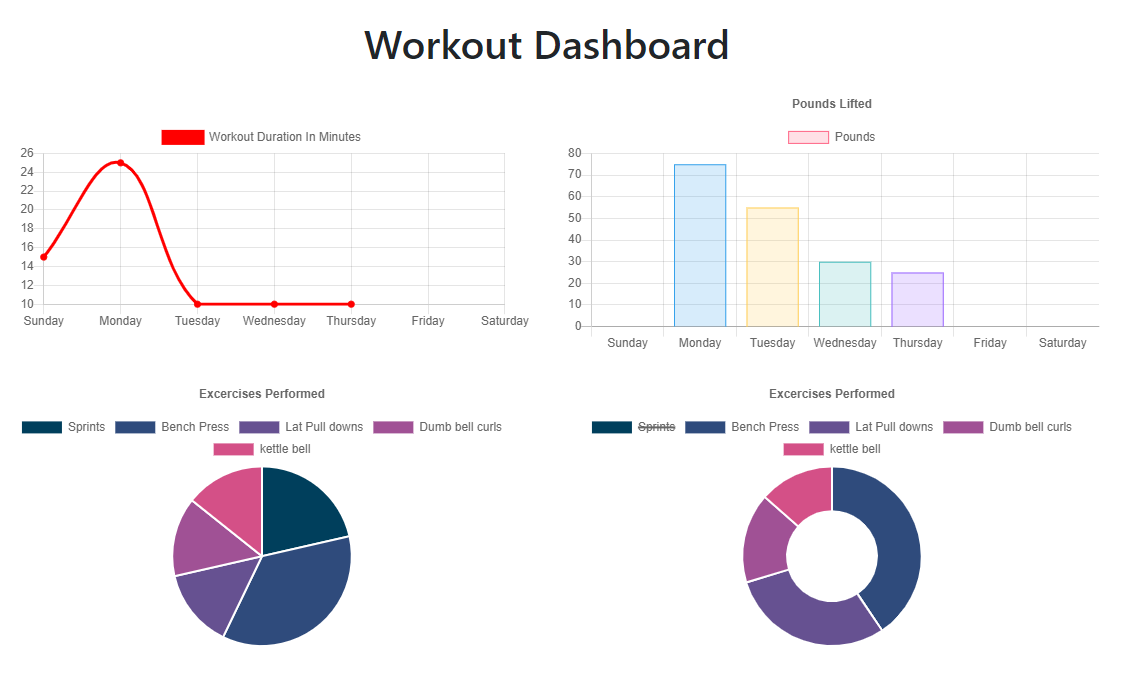 Workout Dashboard
Workout Duration In Minutes
26
24
22
20
18
16
14
12
10
Sunday Monday Tuesday Wednesday Thursday Friday Saturday
Pounds Lifted
Pounds
80
70
60
50
40
30
20
10
0
Sunday Monday Tuesday Wednesday Thursday Friday Saturday
Excercises Performed
Sprints Bench Press Lat Pull downs Dumb bell curls
kettle bell
Excercises Performed
Sprints Bench Press Lat Pull downs Dumb bell curls
kettle bell